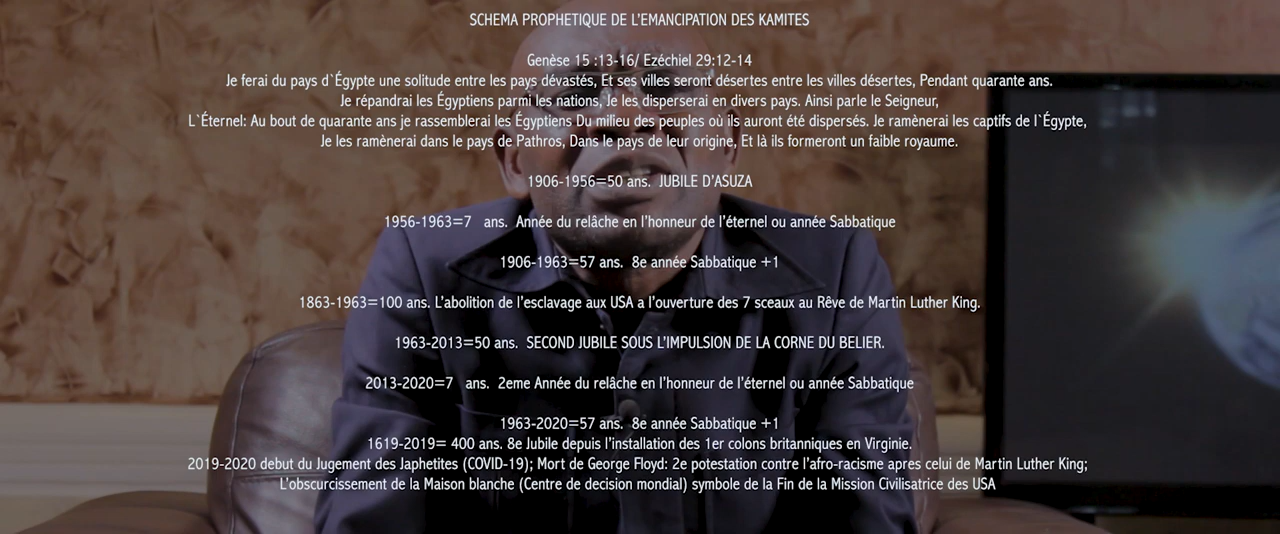 SCHEMA PROPHETIQUE DE L'EMANCIPATION DES KAMITES
Genèse 15 :13-16/ Ezéchiel 29:12-14
Je ferai du pays d`Égypte une solitude entre les pays dévastés, Et ses villes seront désertes entre les villes désertes, Pendant quarante ans.
Je répandrai les Égyptiens parmi les nations, Je les disperserai en divers pays. Ainsi parle le Seigneur,
L`Éternel: Au bout de quarante ans je rassemblerai les Égyptiens Du milieu des peuples où ils auront été dispersés. Je ramènerai les captifs de l`Égypte,
Je les ramènerai dans le pays de Pathros, Dans le pays de leur origine, Et là ils formeront un faible royaume.
1906-1956=50 ans. JUBILE D'ASUZA
1956-1963=7 ans. Année du relâche en l'honneur de l'éternel ou année Sabbatique
1906-1963=57 ans. 8e année Sabbatique +1
1863-1963=100 ans. L'abolition de l'esclavage aux USA a l'ouverture des 7 sceaux au Rêve de Martin Luther King.
1963-2013=50 ans. SECOND JUBILE SOUS L'IMPULSION DE LA CORNE DU BELIER.
2013-2020=7 ans. 2eme Année du relâche en l'honneur de l'éternel ou année Sabbatique
1963-2020=57 ans. 8e année Sabbatique +1
1619-2019= 400 ans. 8e Jubile depuis l'installation des 1er colons britanniques en Virginie.
2019-2020 debut du Jugement des Japhetites (COVID-19); Mort de George Floyd: 2e potestation contre l'afro-racisme apres celui de Martin Luther King;
L'obscurcissement de la Maison blanche (Centre de decision mondial) symbole de la Fin de la Mission Civilisatrice des USA